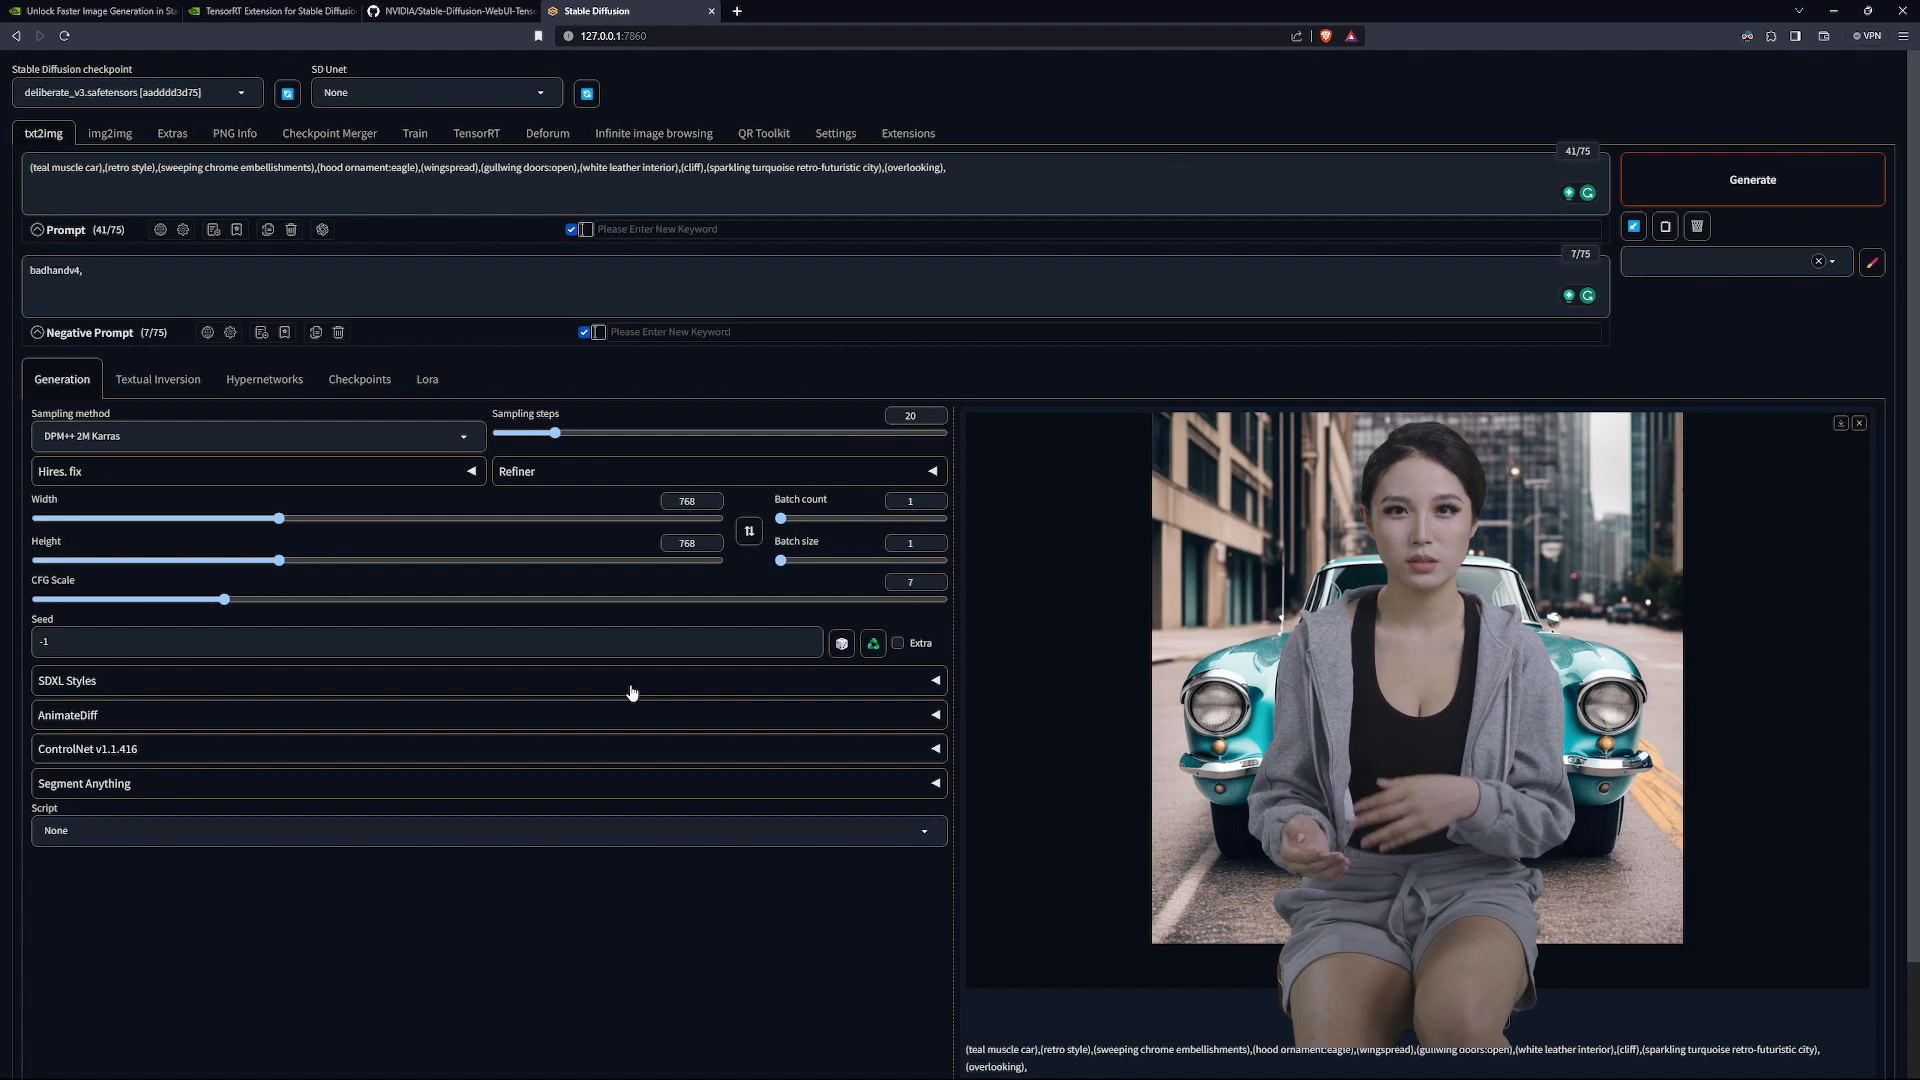 Unlock Faster Image Generation in Sta
TensorRT Extension for Stable Diffusio
NVIDIA/Stable-Diffusion-WebUI-Tens
Stable Diffusion
127.0.0.1:7860
VPN
Stable Diffusion checkpoint
SD Unet
deliberate_v3.safetensors [aadddd3d75]
None
txt2img
img2img
Extras
PNG Info
Checkpoint Merger
Train
TensorRT
Deforum
Infinite image browsing
QR Toolkit
Settings
Extensions
41/75
(teal muscle car),(retro style),(sweeping chrome embellishments),(hood ornament:eagle),(wingspread),(gullwing doors:open),(white leather interior),(cliff),(sparkling turquoise retro-futuristic city),(overlooking),
Generate
Prompt (41/75)
Please Enter New Keyword
7/75
badhandv4,
Negative Prompt (7/75)
Please Enter New Keyword
Generation
Textual Inversion
Hypernetworks
Checkpoints
Lora
Sampling method
Sampling steps
20
DPM++ 2M Karras
Hires. fix
Refiner
Width
768
Batch count
1
Height
768
Batch size
1
CFG Scale
7
Seed
-1
Extra
SDXL Styles
AnimateDiff
ControlNet v1.1.416
Segment Anything
Script
None
(teal muscle car),(retro style),(sweeping chrome embellishments),(hood ornament:eagle),(wingspread),(gullwing doors:open),(white leather interior),(cliff),(sparkling turquoise retro-futuristic city),
(overlooking),